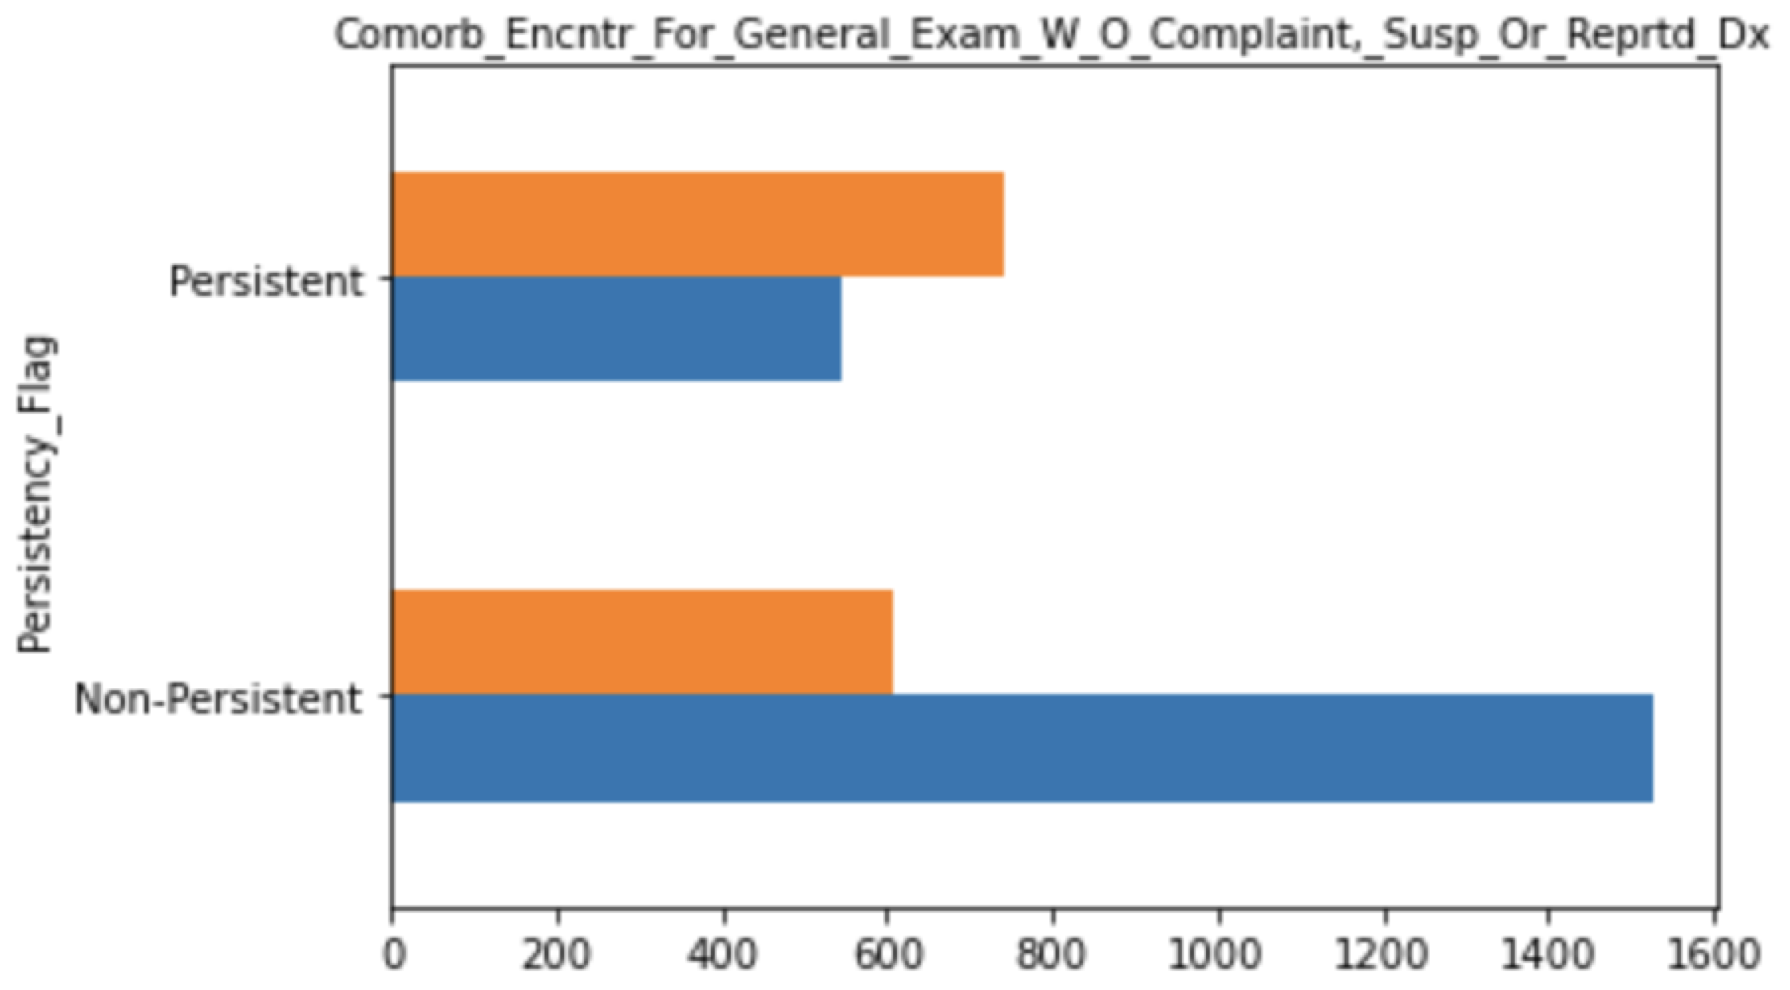 Comorb_Encntr_For_General_Exam_W_O_Complaint,_Susp_Or_Reprtd_Dx
Persistency_Flag
Persistent
Non-Persistent
0 200 400 600 800 1000 1200 1400 1600